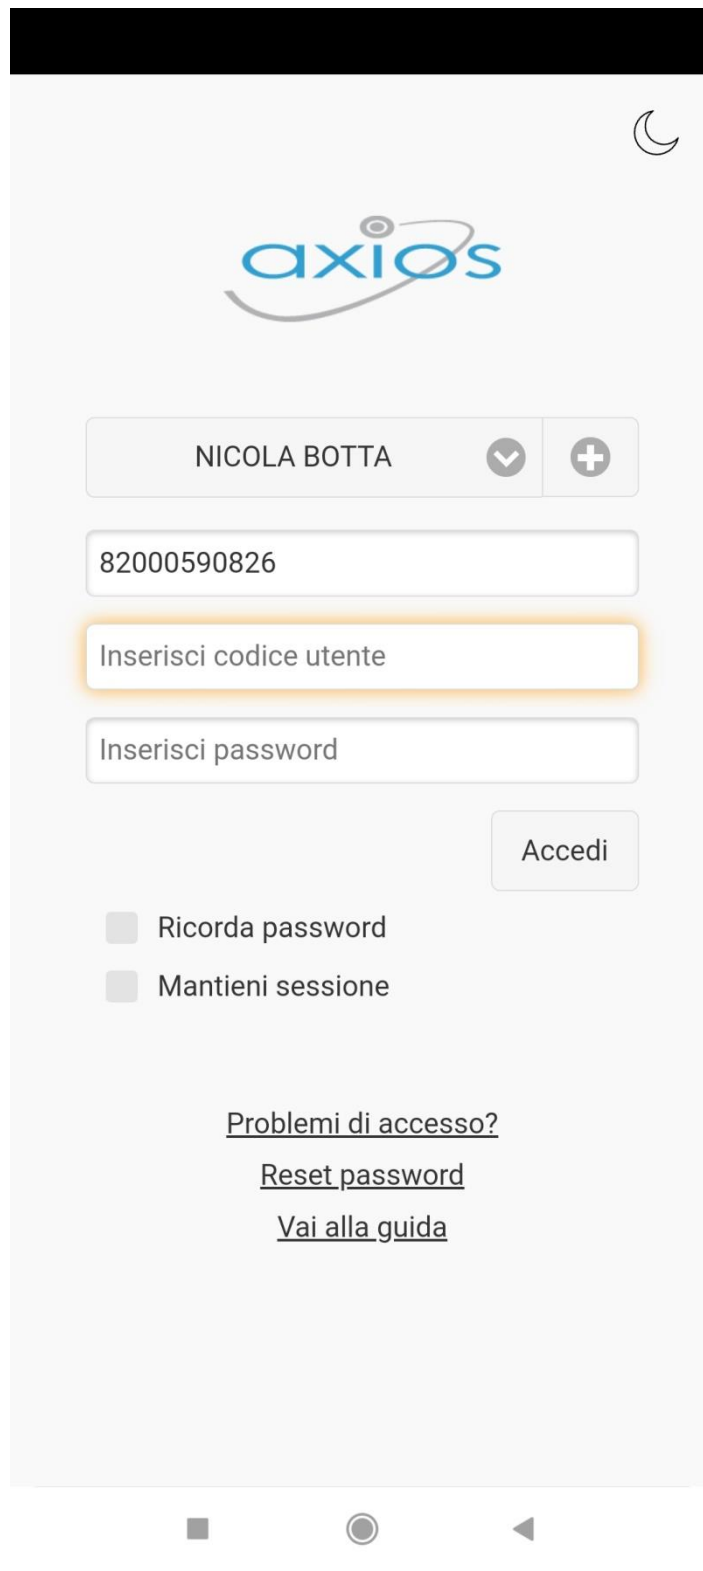 axios
NICOLA BOTTA
82000590826
Inserisci codice utente
Inserisci password
Accedi
Ricorda password
Mantieni sessione
Problemi di accesso?
Reset password
Vai alla guida